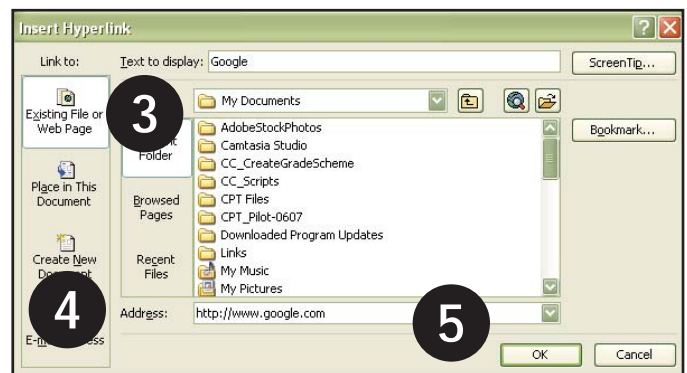 Insert Hyperlink
Link to:
Text to display: Google
ScreenTip...
3
Existing File or
Web Page
My Documents
Bookmark...
Folder
AdobeStockPhotos
Camtasia Studio
CC_CreateGradeScheme
CC_Scripts
CPT Files
CPT_Pilot-0607
Downloaded Program Updates
Links
My Music
My Pictures
Place in This
Document
Browsed
Pages
Create New
Recent
Files
4
Address: http://www.google.com
5
OK
Cancel